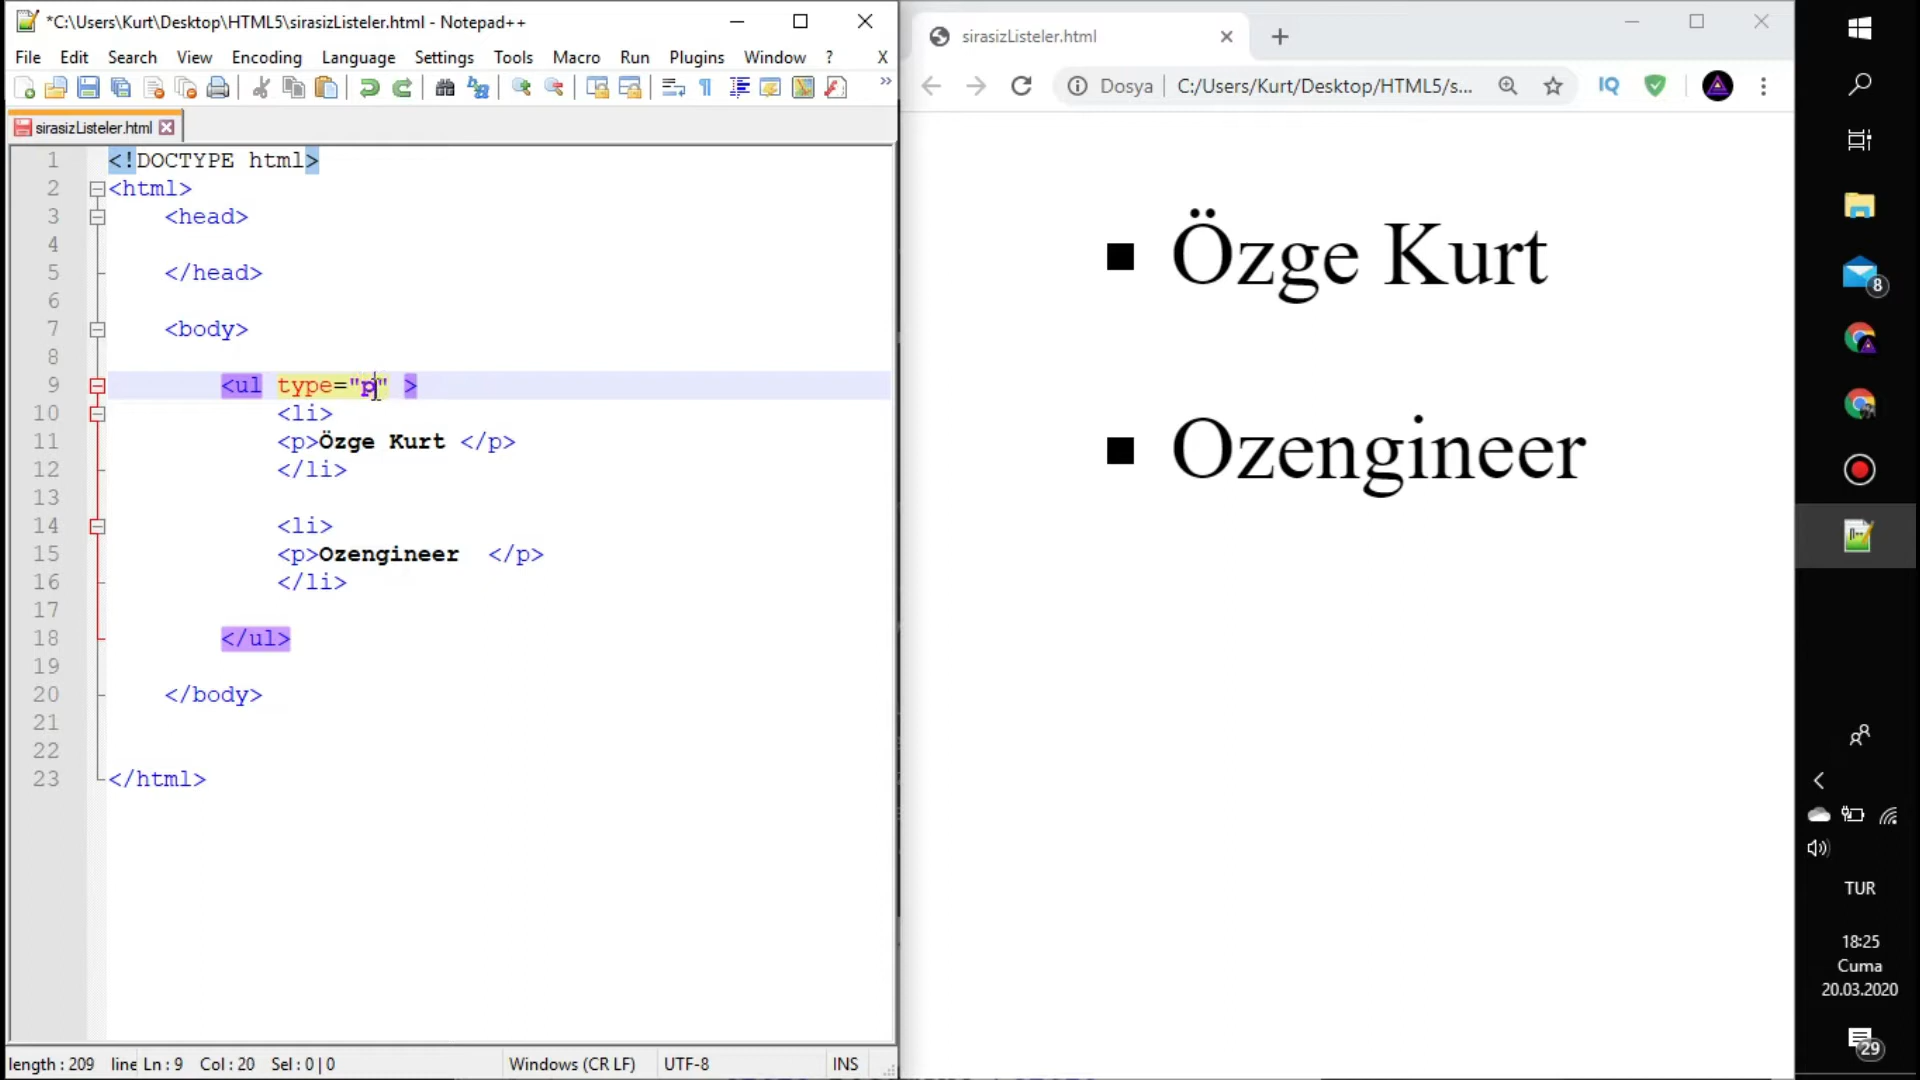 *C:\Users\Kurt\Desktop\HTML5\sirasizListeler.html - Notepad++
File Edit Search View Encoding Language Settings Tools Macro Run Plugins Window ? X
sirasizListeler.html
1 <!DOCTYPE html>
2 <html>
3 <head>
4
5 </head>
6
7 <body>
8
9 <ul type="p" >
10 <li>
11 <p>Özge Kurt </p>
12 </li>
13
14 <li>
15 <p>Ozengineer </p>
16 </li>
17
18 </ul>
19
20 </body>
21
22
23 </html>
length : 209 line Ln : 9 Col : 20 Sel : 0 | 0 Windows (CR LF) UTF-8 INS
sirasizListeler.html
Dosya C:/Users/Kurt/Desktop/HTML5/s... IQ
Özge Kurt
Ozengineer
8
TUR
18:25
Cuma
20.03.2020
29